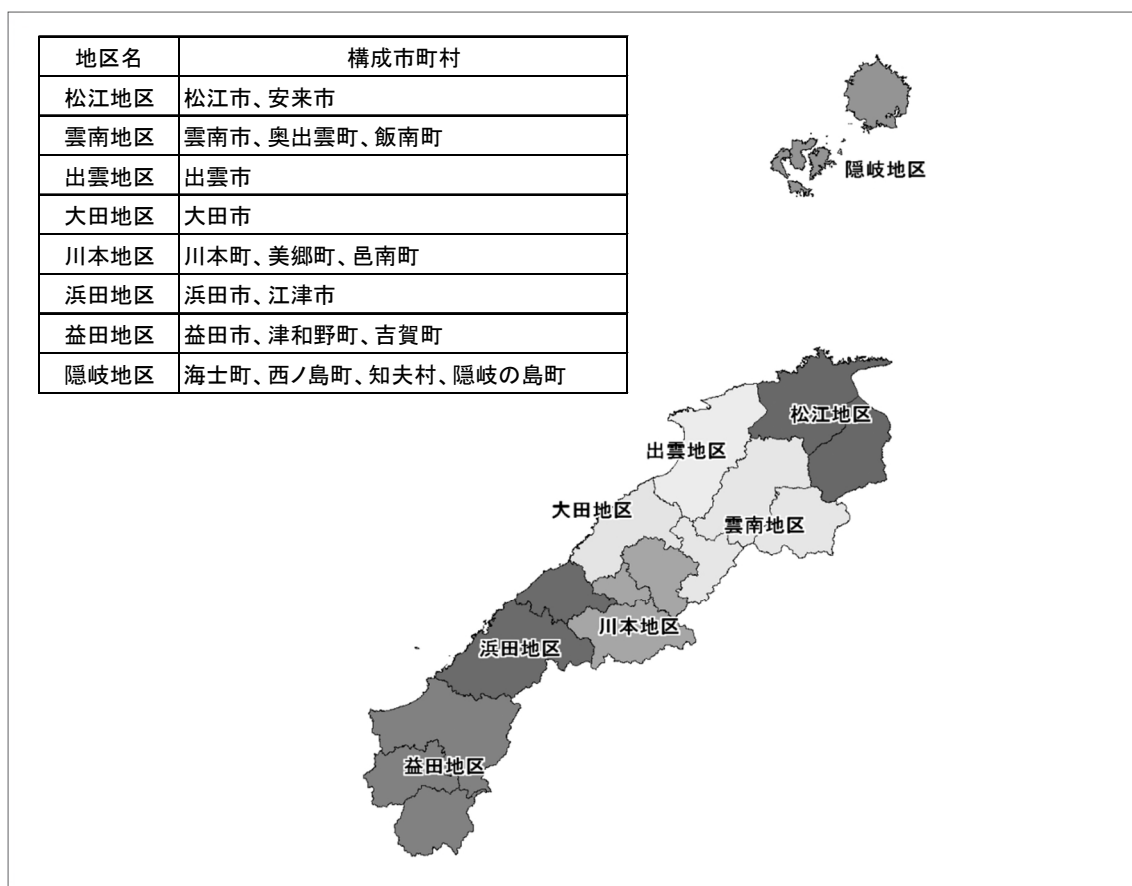 地区名 構成市町村
松江地区 松江市、安来市
雲南地区 雲南市、奥出雲町、飯南町
出雲地区 出雲市
大田地区 大田市
川本地区 川本町、美郷町、邑南町
浜田地区 浜田市、江津市
益田地区 益田市、津和野町、吉賀町
隠岐地区 海士町、西ノ島町、知夫村、隠岐の島町
隠岐地区
松江地区
出雲地区
大田地区
雲南地区
川本地区
浜田地区
益田地区